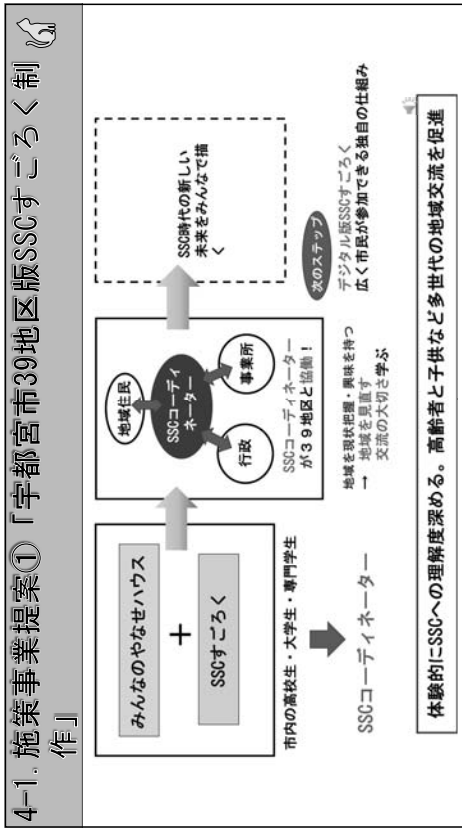 4-1. 施策事業提案①「宇都宮市39地区版SSCすごろく制
作」
みんなのやなせハウス
＋
SSCすごろく
市内の高校生・大学生・専門学生
SSCコーディネーター
地域住民
SSCコーディ
ネーター
行政
事業所
SSCコーディネーター
が３９地区と協働！
地域を現状把握・興味を持つ
→ 地域を見直す
交流の大切さ学ぶ
SSC時代の新しい
未来をみんなで描
く
次のステップ
デジタル版SSCすごろく
広く市民が参加できる独自の仕組み
体験的にSSCへの理解度深める。高齢者と子供など多世代の地域交流を促進